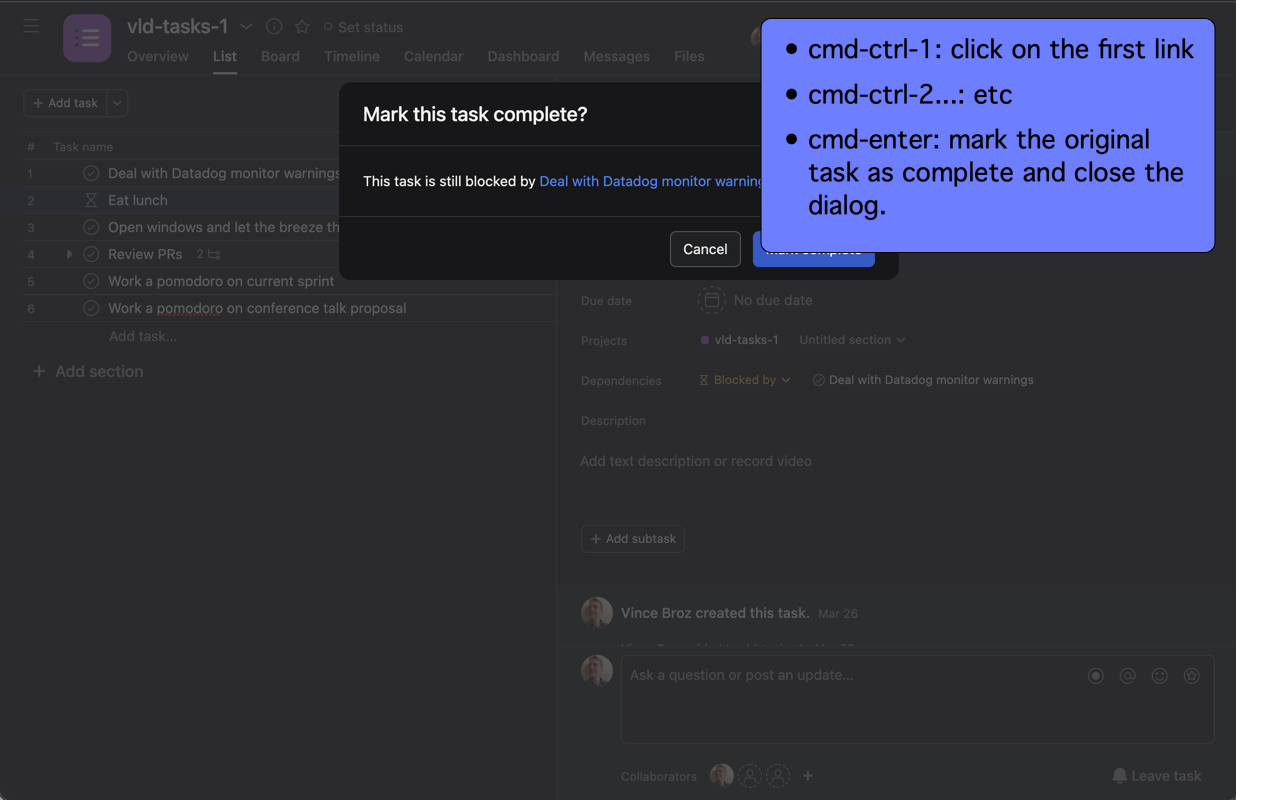 vld-tasks-1
Set status
Overview List Board Timeline Calendar Dashboard Messages Files
Add task
• cmd-ctrl-1: click on the first link
• cmd-ctrl-2...: etc
• cmd-enter: mark the original
task as complete and close the
dialog.
Mark this task complete?
This task is still blocked by Deal with Datadog monitor warning
Cancel
Mark complete
# Task name
1 Deal with Datadog monitor warnings
2 Eat lunch
3 Open windows and let the breeze th
4 Review PRs 2
5 Work a pomodoro on current sprint
6 Work a pomodoro on conference talk proposal
Add task...
+ Add section
Due date No due date
Projects vld-tasks-1 Untitled section
Dependencies Blocked by Deal with Datadog monitor warnings
Description
Add text description or record video
+ Add subtask
Vince Broz created this task. Mar 26
Ask a question or post an update...
Collaborators +
Leave task